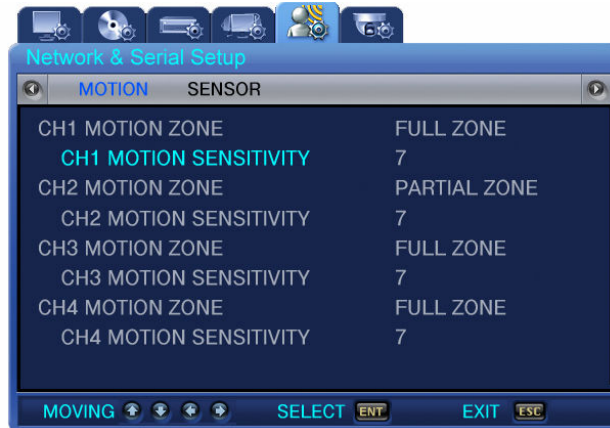 6
Network & Serial Setup
MOTION SENSOR
CH1 MOTION ZONE FULL ZONE
CH1 MOTION SENSITIVITY 7
CH2 MOTION ZONE PARTIAL ZONE
CH2 MOTION SENSITIVITY 7
CH3 MOTION ZONE FULL ZONE
CH3 MOTION SENSITIVITY 7
CH4 MOTION ZONE FULL ZONE
CH4 MOTION SENSITIVITY 7
MOVING SELECT ENT EXIT ESC